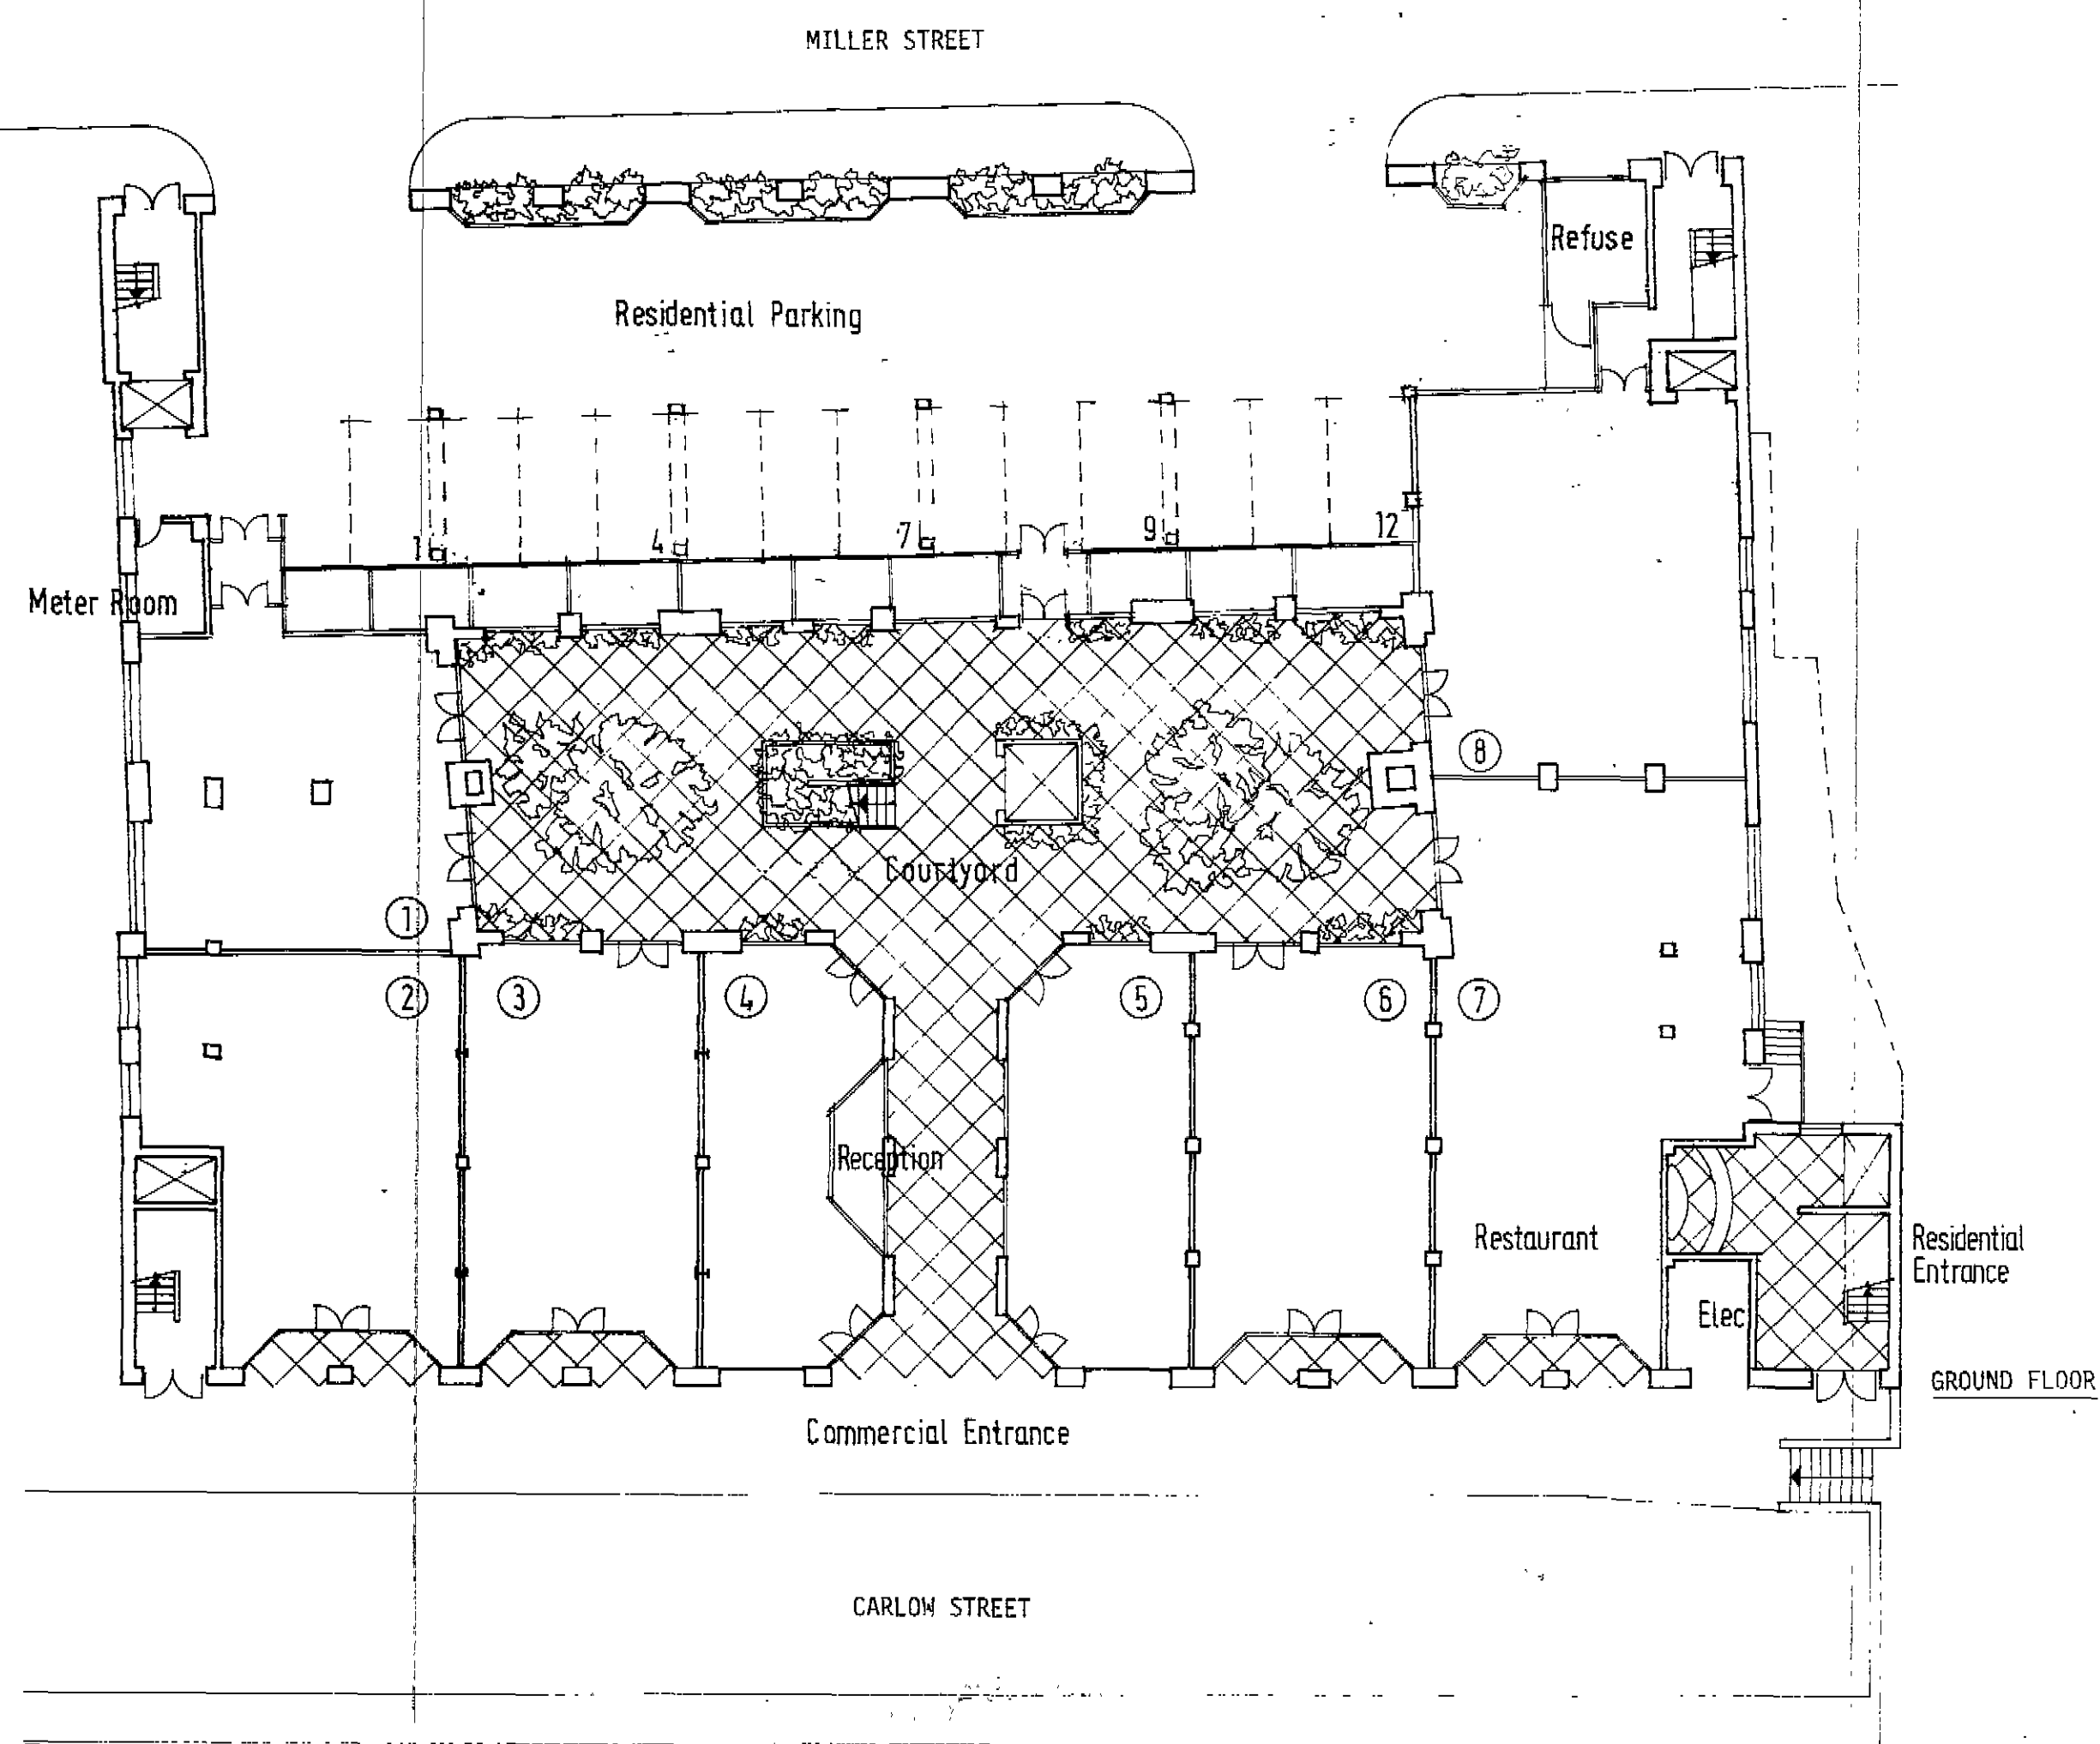 MILLER STREET
Refuse
Residential Parking
1
4
7
9
12
Meter Room
8
Courtyard
1
2
3
4
5
6
7
Reception
Restaurant
Residential
Entrance
Elec
GROUND FLOOR
Commercial Entrance
CARLOW STREET